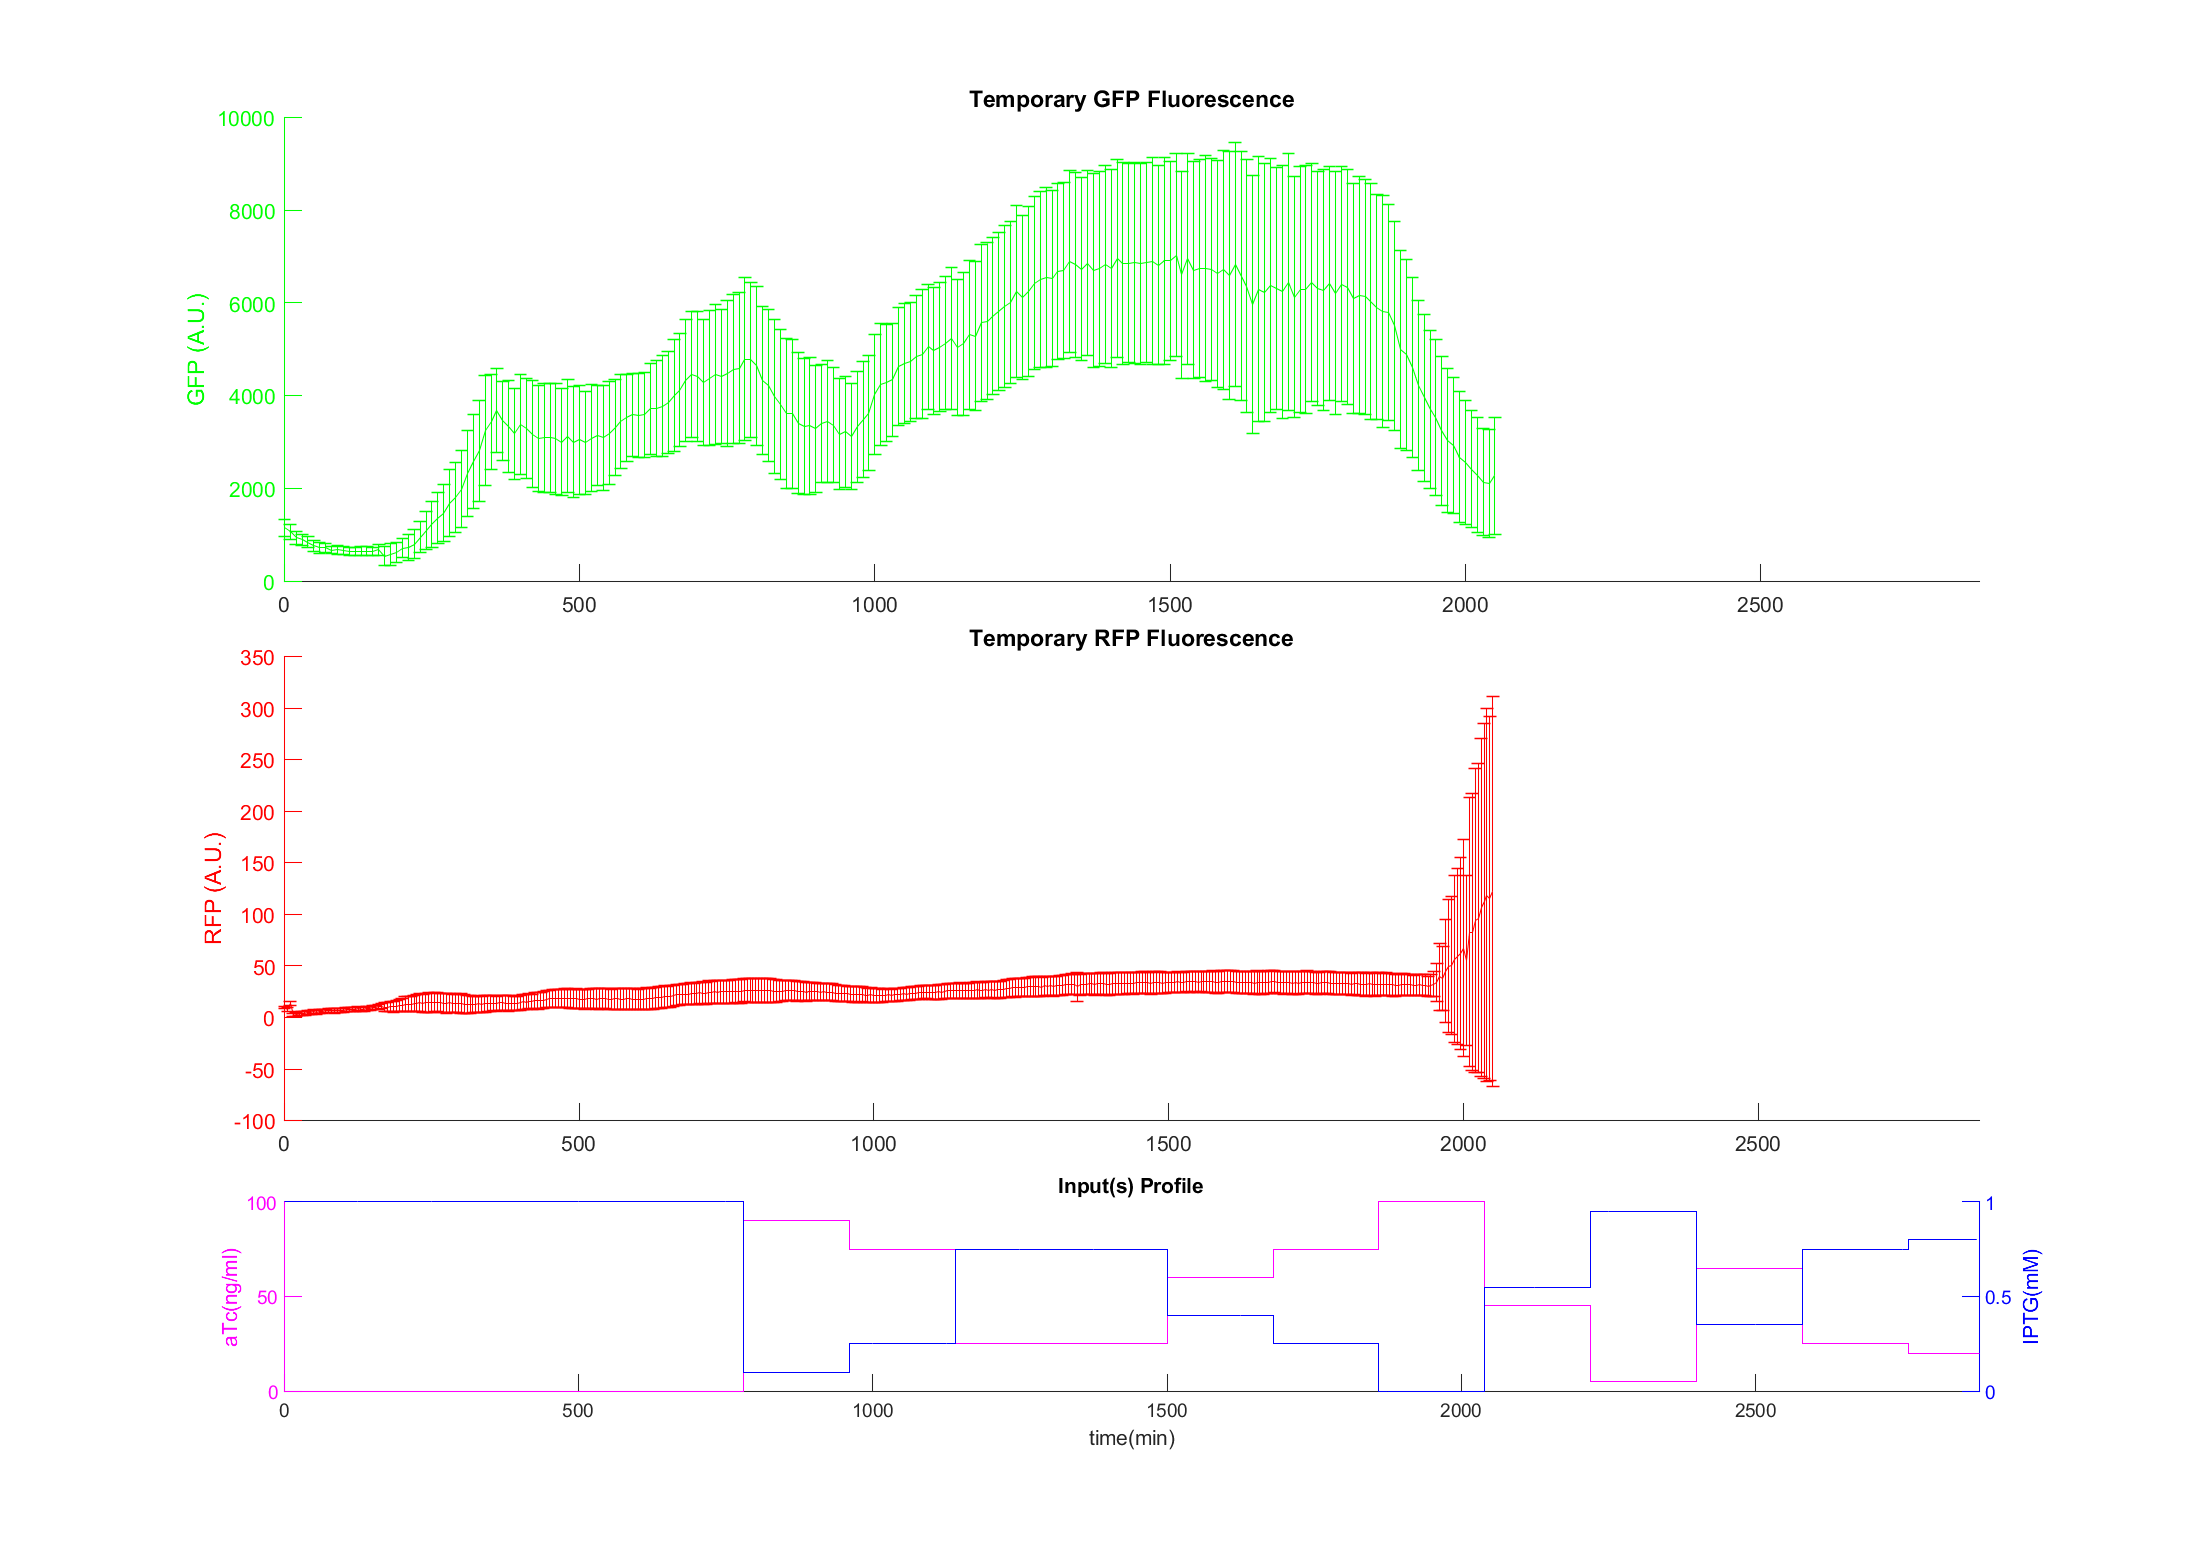 Temporary GFP Fluorescence
10000
8000
6000
4000
2000
0
GFP (A.U.)
0 500 1000 1500 2000 2500
Temporary RFP Fluorescence
350
300
250
200
150
100
50
0
-50
-100
RFP (A.U.)
0 500 1000 1500 2000 2500
Input(s) Profile
100
50
0
aTc(ng/ml)
1
0.5
0
IPTG(mM)
0 500 1000 1500 2000 2500
time(min)